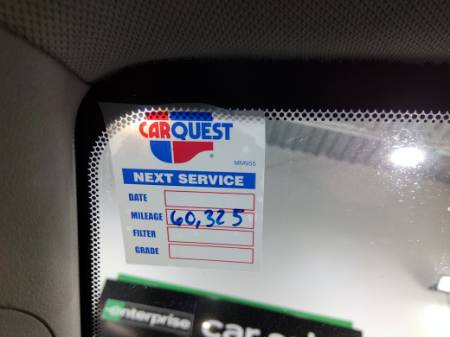 CARQUEST
MM955
NEXT SERVICE
DATE
MILEAGE 60,325
FILTER
GRADE
enterprise
car